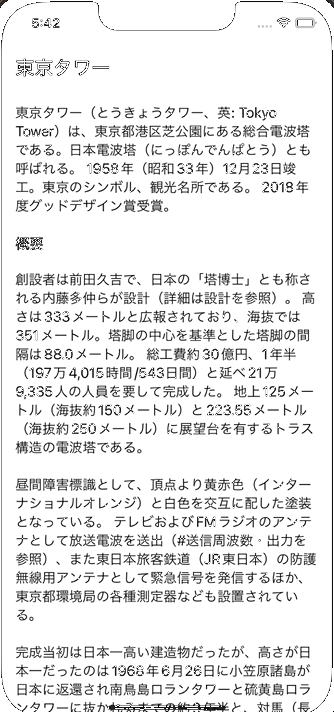 5:42
東京タワー
東京タワー（とうきょうタワー、英: Tokyo
Tower）は、東京都港区芝公園にある総合電波塔
である。日本電波塔（にっぽんでんぱとう）とも
呼ばれる。 1958年（昭和33年）12月23日竣
工。東京のシンボル、観光名所である。 2018年
度グッドデザイン賞受賞。
概要
創設者は前田久吉で、日本の「塔博士」とも称さ
れる内藤多仲らが設計（詳細は設計を参照）。 高
さは333メートルと広報されており、海抜では
351メートル。塔脚の中心を基準とした塔脚の間
隔は88.0メートル。 総工費約30億円、1年半
（197万4,015時間/543日間）と延べ21万
9,335人の人員を要して完成した。 地上125メー
トル（海抜約150メートル）と223.55メートル
（海抜約250メートル）に展望台を有するトラス
構造の電波塔である。
昼間障害標識として、頂点より黄赤色（インター
ナショナルオレンジ）と白色を交互に配した塗装
となっている。 テレビおよびFMラジオのアンテ
ナとして放送電波を送出（#送信周波数・出力を
参照）、また東日本旅客鉄道（JR東日本）の防護
無線用アンテナとして緊急信号を発信するほか、
東京都環境局の各種測定器なども設置されてい
る。
完成当初は日本一高い建造物だったが、高さが日
本一だったのは1968年6月26日に小笠原諸島が
日本に返還され南鳥島ロランタワーと硫黄島ロラ
ンタワーに抜かれるまでの約9年半と、対馬（長